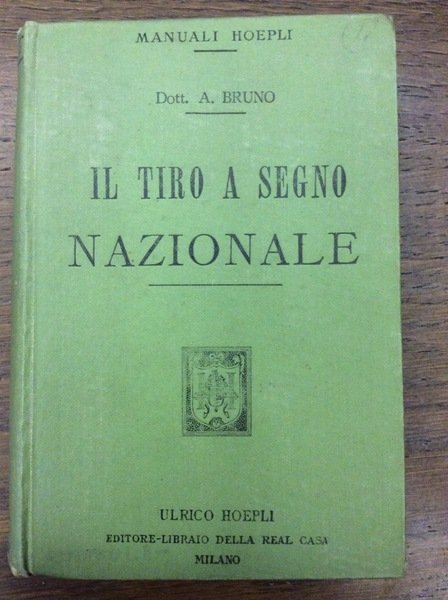 MANUALI HOEPLI
Dott. A. BRUNO
IL TIRO A SEGNO
NAZIONALE
ULRICO HOEPLI
EDITORE-LIBRAIO DELLA REAL CASA
MILANO